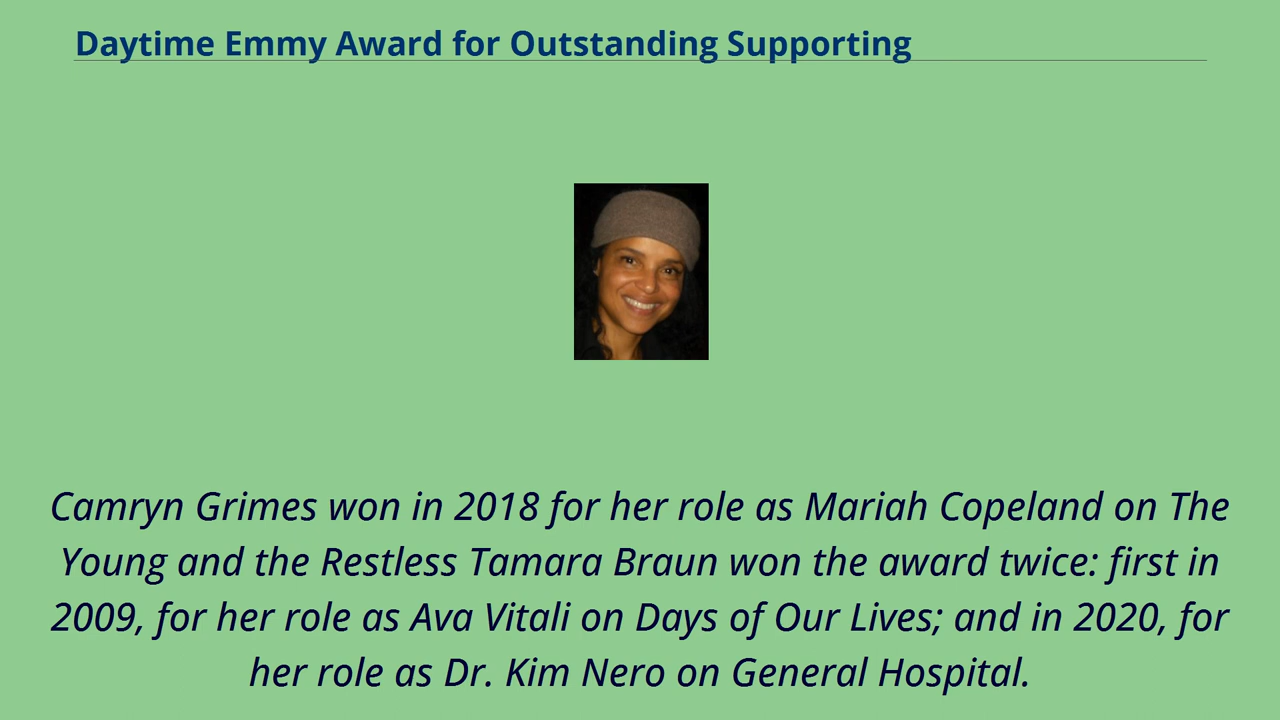 Daytime Emmy Award for Outstanding Supporting
Camryn Grimes won in 2018 for her role as Mariah Copeland on The
Young and the Restless Tamara Braun won the award twice: first in
2009, for her role as Ava Vitali on Days of Our Lives; and in 2020, for
her role as Dr. Kim Nero on General Hospital.